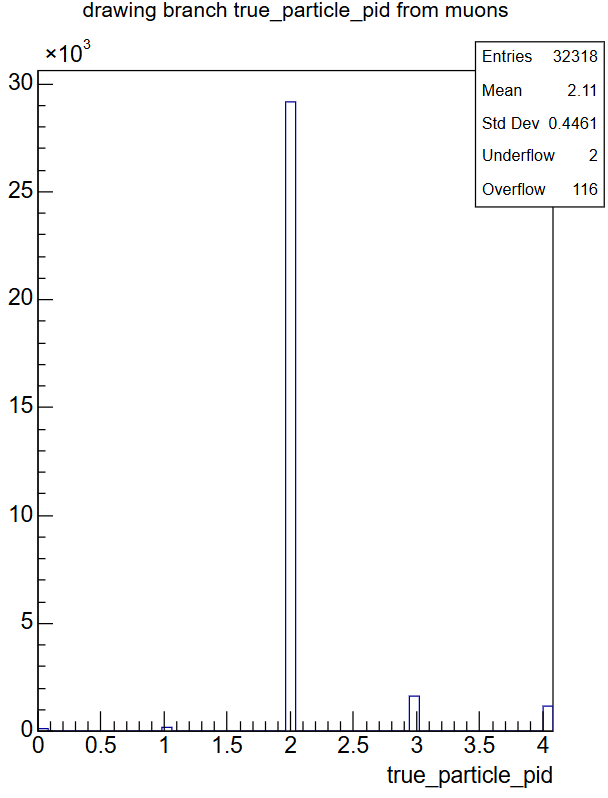 drawing branch true_particle_pid from muons
×10³
Entries 32318
Mean 2.11
Std Dev 0.4461
Underflow 2
Overflow 116
30
25
20
15
10
5
0
0 0.5 1 1.5 2 2.5 3 3.5 4
true_particle_pid